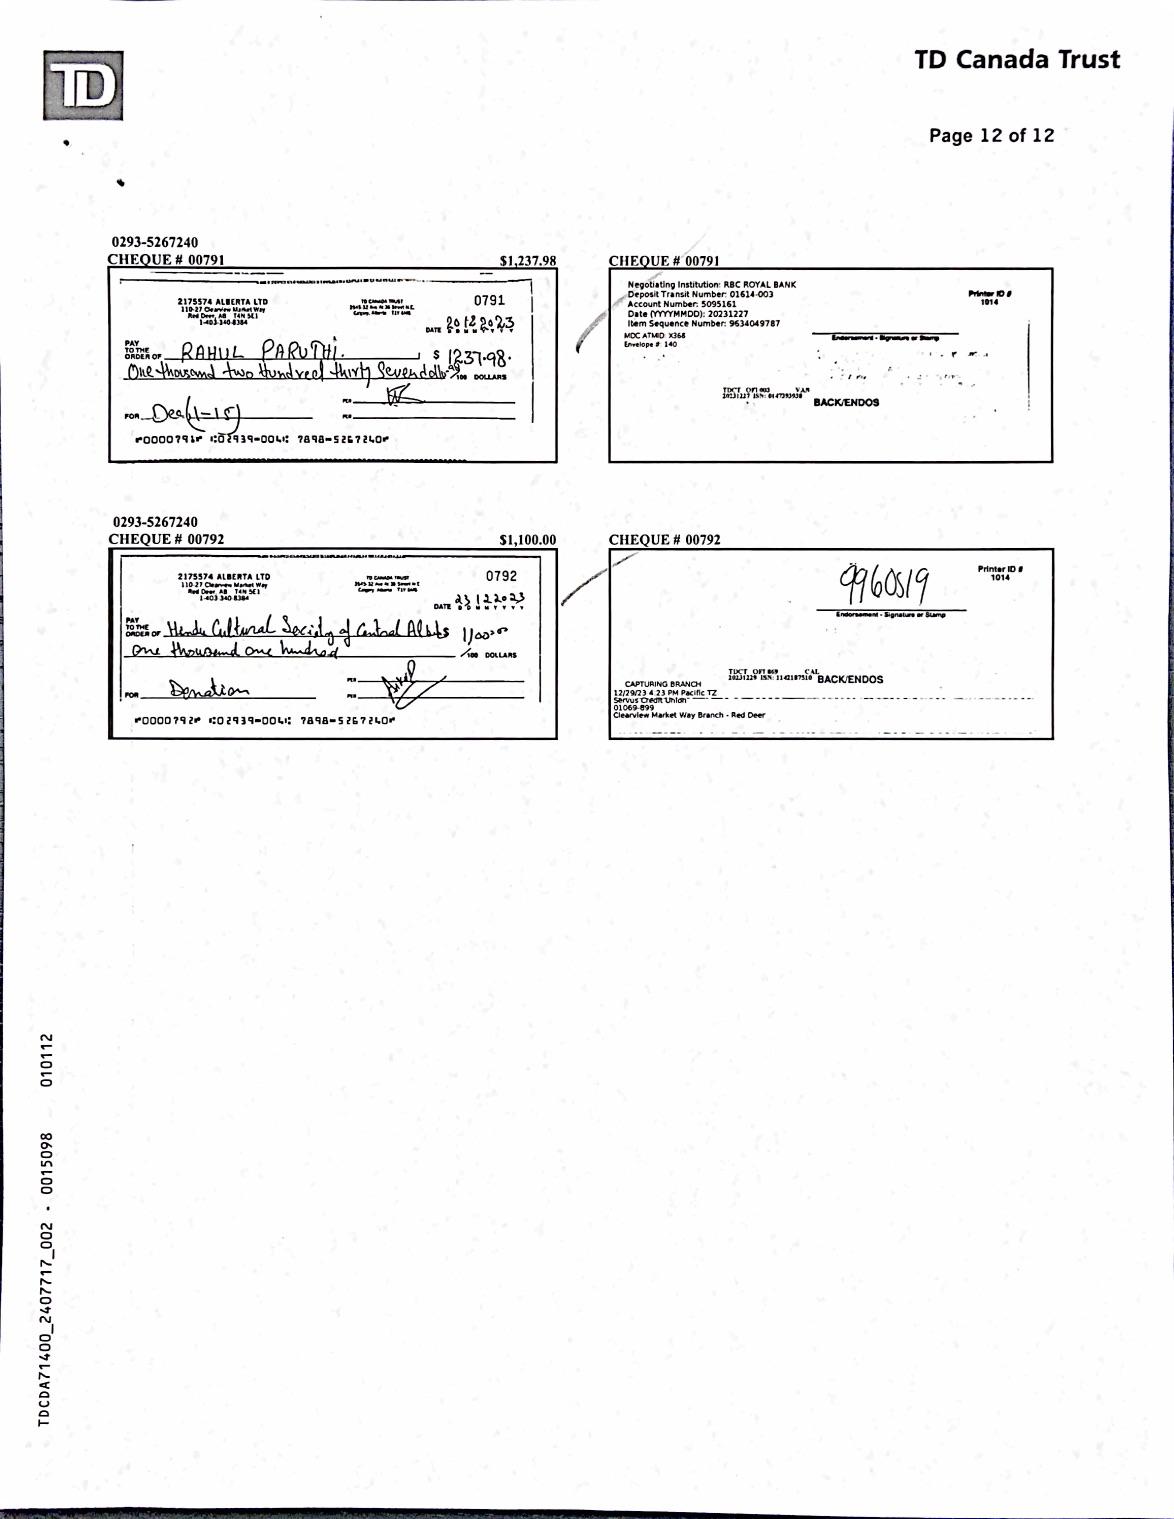 TD
TD Canada Trust
Page 12 of 12
0293-5267240
CHEQUE # 00791 $1,237.98
2175574 ALBERTA LTD
110-27 Clearview Market Way
Red Deer, AB T4N 5E1
1-403-340-8384
TD CANADA TRUST
0791
DATE 20122023
D D M M Y Y Y Y
PAY
TO THE
ORDER OF RAHUL PARUTHI. $ 1237.98.
One thousand two Hundred thirty Seven dollars 98/100 DOLLARS
PER
FOR Dec(1-15) PER
⑈0000791⑈ ⑆02939⑉004⑆ 7898⑉5267240⑈
CHEQUE # 00791
Negotiating Institution: RBC ROYAL BANK
Deposit Transit Number: 01614-003
Account Number: 5095161
Date (YYYYMMDD): 20231227
Item Sequence Number: 9634049787
MDC ATMID: X368
Envelope #: 140
Printer ID #
1014
Endorsement - Signature or Stamp
TDCT OFI 003 VAN
20231227 ISN: 0147393938
BACK/ENDOS
0293-5267240
CHEQUE # 00792 $1,100.00
2175574 ALBERTA LTD
110-27 Clearview Market Way
Red Deer, AB T4N 5E1
1-403 340 8384
TD CANADA TRUST
0792
DATE 23122023
D D M M Y Y Y Y
PAY
TO THE
ORDER OF Hindu Cultural Society of Central Alberta 1100.00
One thousand one hundred /100 DOLLARS
PER
FOR Donation PER
⑈0000792⑈ ⑆02939⑉004⑆ 7898⑉5267240⑈
CHEQUE # 00792
9960519
Printer ID #
1014
Endorsement - Signature or Stamp
TDCT OFI 869 CAL
20231229 ISN: 1142187510 BACK/ENDOS
CAPTURING BRANCH
12/29/23 4:23 PM Pacific TZ
Servus Credit Union
01069-899
Clearview Market Way Branch - Red Deer
TDCDA71400_2407717_002 - 0015098 010112